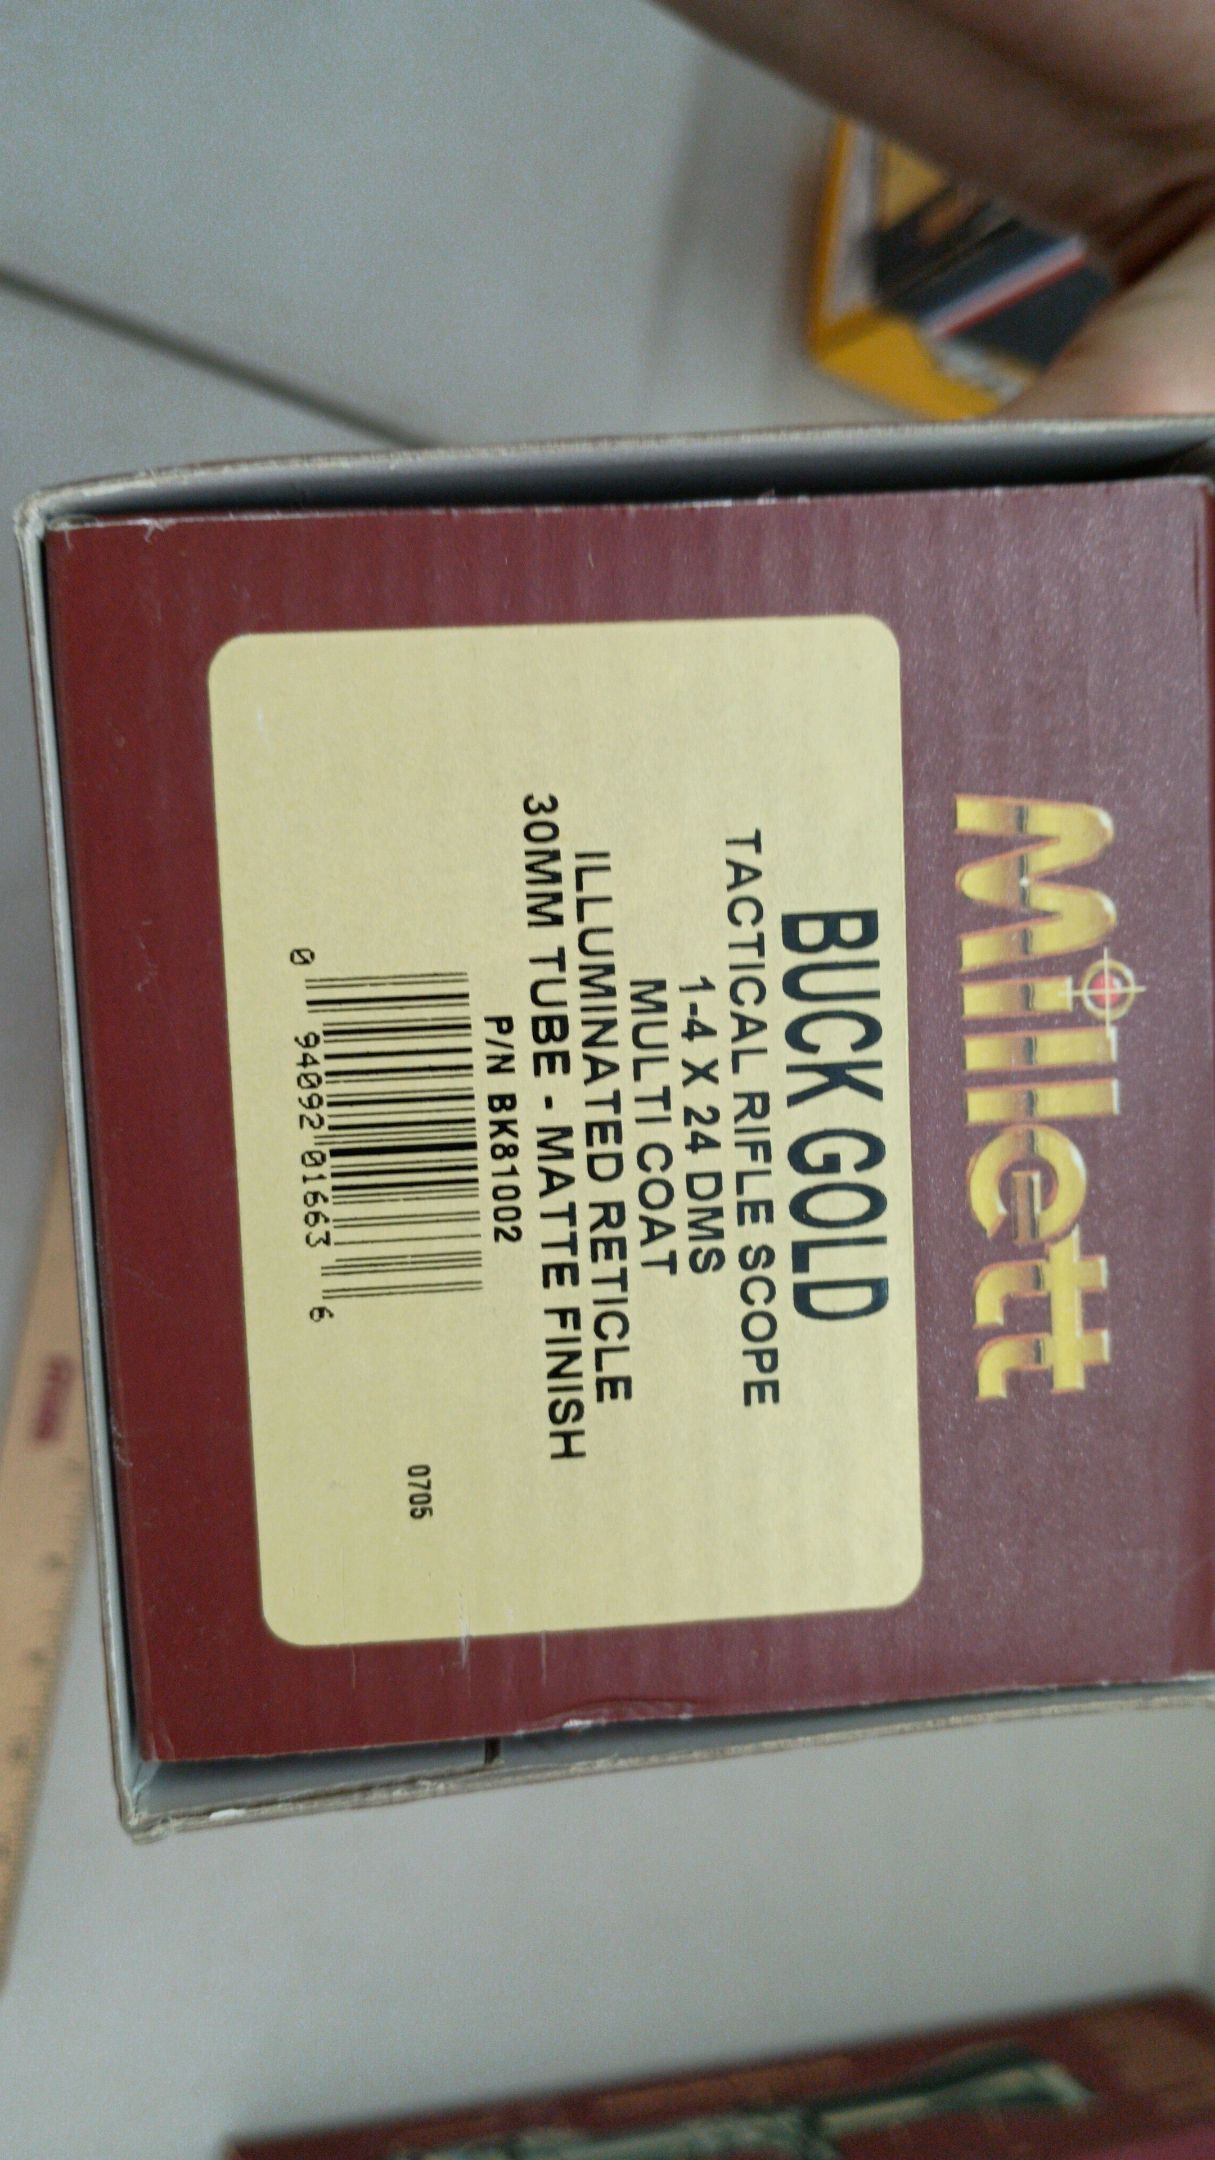 Millett
BUCK GOLD
TACTICAL RIFLE SCOPE
1-4 X 24 DMS
MULTI COAT
ILLUMINATED RETICLE
30MM TUBE - MATTE FINISH
P/N BK81002
0 94092 01663 6
0705